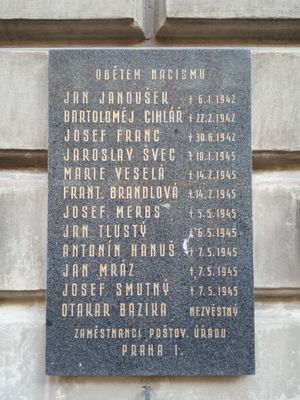 OBĚTEM NACISMU
JAN JANOUŠEK † 6.1.1942
BARTOLOMĚJ CIHLÁŘ † 22.2.1942
JOSEF FRANC † 30.6.1942
JAROSLAV ŠVEC † 10.1.1945
MARIE VESELÁ † 14.2.1945
FRANT. BRANDLOVÁ † 14.2.1945
JOSEF MERBS † 5.5.1945
JAN TLUSTÝ † 6.5.1945
ANTONÍN HANUŠ † 7.5.1945
JAN MRÁZ † 7.5.1945
JOSEF SMUTNÝ † 7.5.1945
OTAKAR BAZIKA NEZVĚSTNÝ
ZAMĚSTNANCI POŠTOV. ÚŘADU
PRAHA 1.